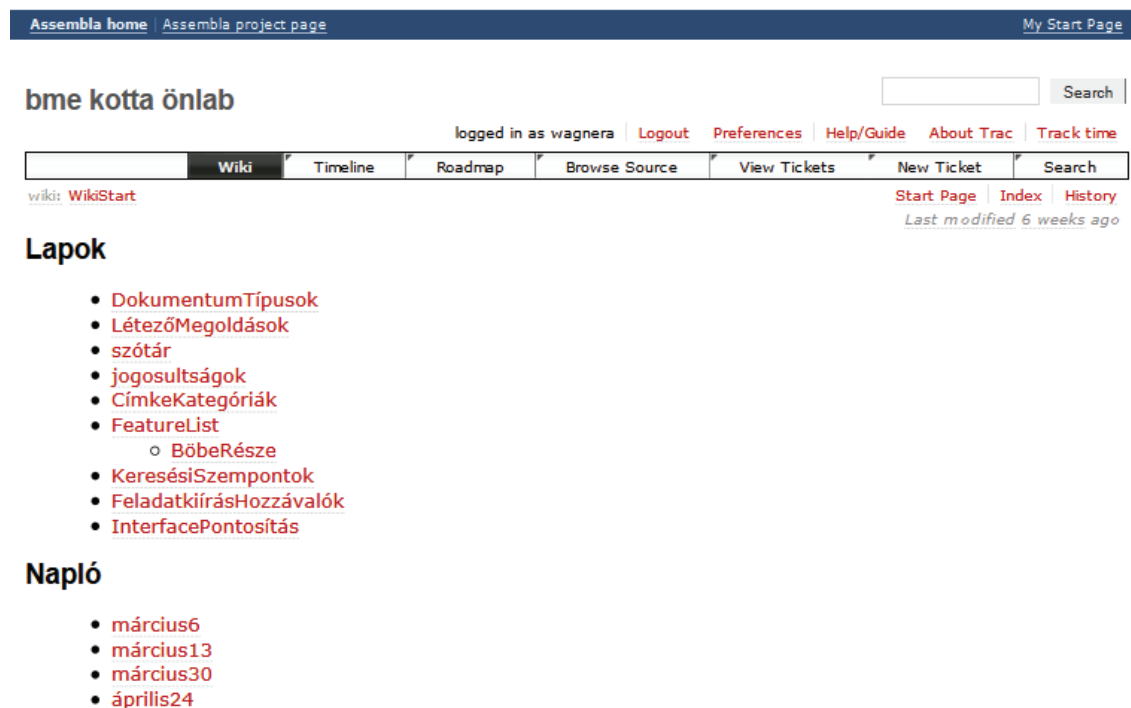 Assembla home Assembla project page My Start Page
bme kotta önlab Search
logged in as wagnera Logout Preferences Help/Guide About Trac Track time
Wiki Timeline Roadmap Browse Source View Tickets New Ticket Search
wiki: WikiStart Start Page Index History
Last modified 6 weeks ago
Lapok
DokumentumTípusok
LétezőMegoldások
szótár
jogosultságok
CímkeKategóriák
FeatureList
BöbeRésze
KeresésiSzempontok
FeladatkiírásHozzávalók
InterfacePontosítás
Napló
március6
március13
március30
április24